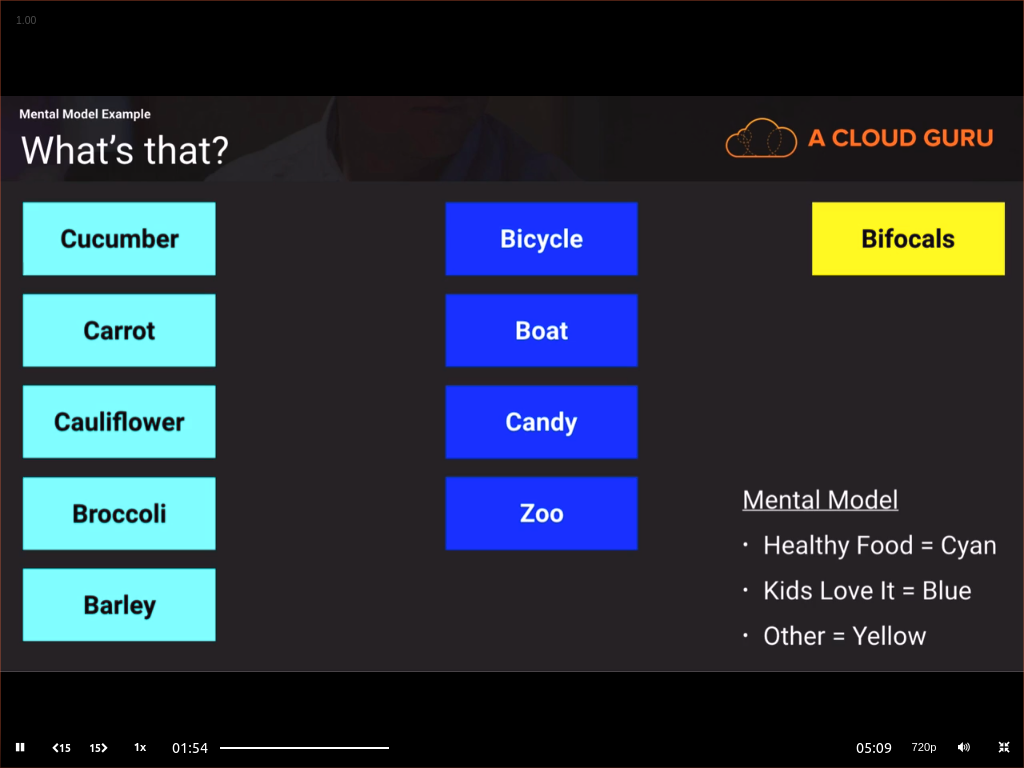 1.00
Mental Model Example
What's that?
A CLOUD GURU
Cucumber
Bicycle
Bifocals
Carrot
Boat
Cauliflower
Candy
Broccoli
Zoo
Barley
Mental Model
• Healthy Food = Cyan
• Kids Love It = Blue
• Other = Yellow
15 15 1x 01:54 05:09 720p